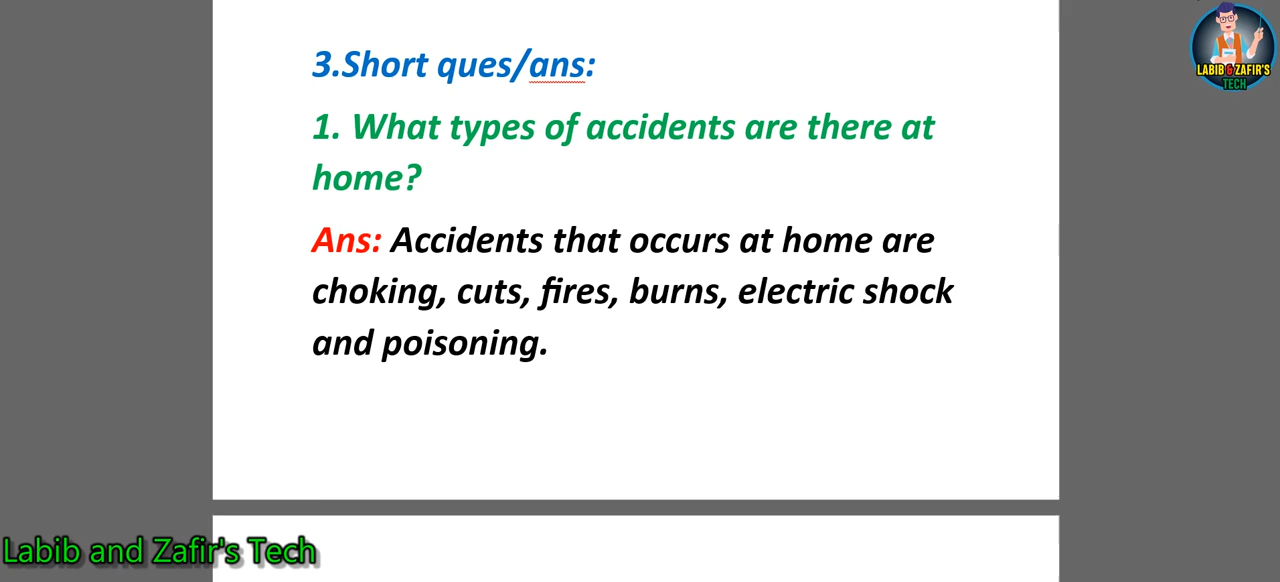 3.Short ques/ans:
1. What types of accidents are there at
home?
Ans: Accidents that occurs at home are
choking, cuts, fires, burns, electric shock
and poisoning.
LABIB & ZAFIR'S
TECH
Labib and Zafir's Tech